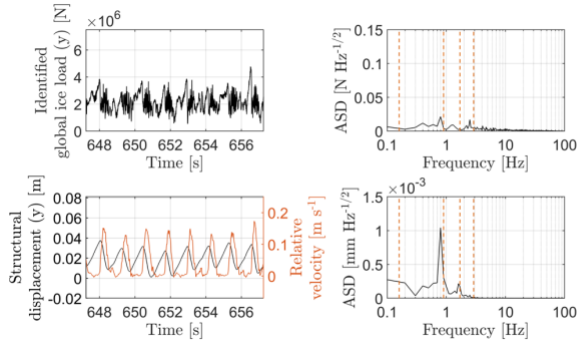 ×10⁶
Identified
global ice load (y) [N]
8
6
4
2
0
648 650 652 654 656
Time [s]
ASD [N Hz⁻¹/²]
0.15
0.1
0.05
0
0.1 1 10 100
Frequency [Hz]
Structural
displacement (y) [m]
0.08
0.06
0.04
0.02
0
-0.02
648 650 652 654 656
Time [s]
0.2
0.1
0
Relative
velocity [m s⁻¹]
×10⁻³
ASD [mm Hz⁻¹/²]
1.5
1
0.5
0
0.1 1 10 100
Frequency [Hz]